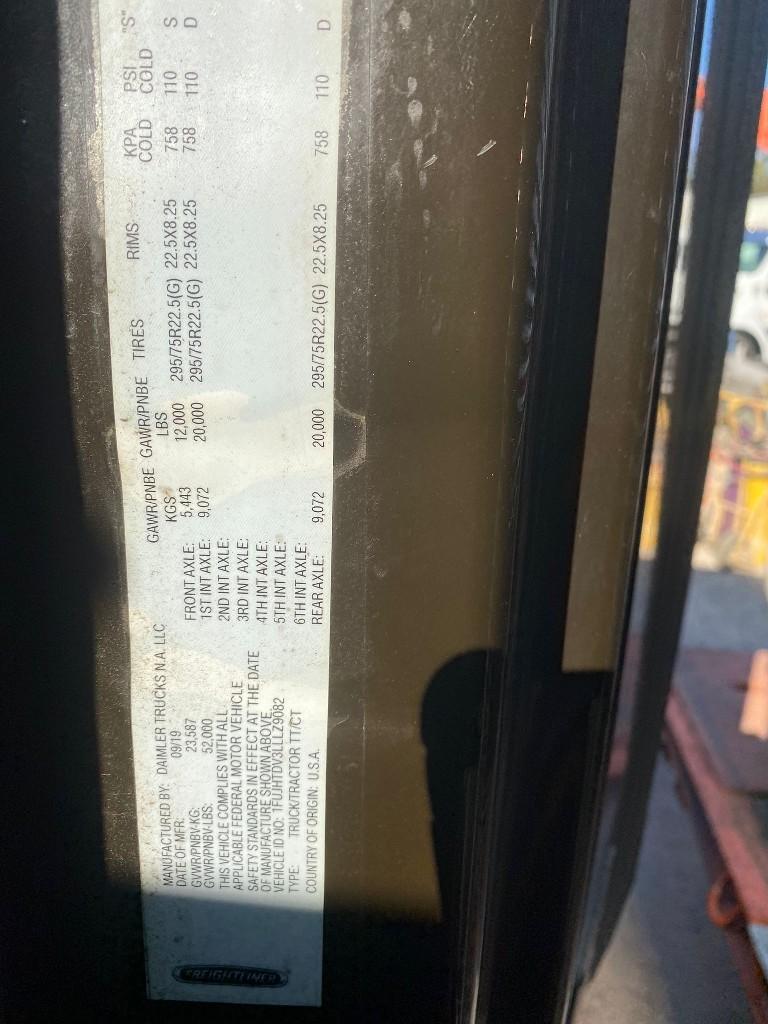 FREIGHTLINER
MANUFACTURED BY: DAIMLER TRUCKS N.A. LLC
DATE OF MFR: 09/19
GVWR/PNBV-KG: 23,587
GVWR/PNBV-LBS: 52,000
THIS VEHICLE COMPLIES WITH ALL
APPLICABLE FEDERAL MOTOR VEHICLE
SAFETY STANDARDS IN EFFECT AT THE DATE
OF MANUFACTURE SHOWN ABOVE.
VEHICLE ID NO: 1FUJHTDV3LLLZ9082
TYPE: TRUCK/TRACTOR TT/CT
COUNTRY OF ORIGIN: U.S.A.
GAWR/PNBE GAWR/PNBE TIRES RIMS KPA PSI "S"
KGS LBS COLD COLD
FRONT AXLE: 5,443 12,000 295/75R22.5(G) 22.5X8.25 758 110 S
1ST INT AXLE: 9,072 20,000 295/75R22.5(G) 22.5X8.25 758 110 D
2ND INT AXLE:
3RD INT AXLE:
4TH INT AXLE:
5TH INT AXLE:
6TH INT AXLE:
REAR AXLE: 9,072 20,000 295/75R22.5(G) 22.5X8.25 758 110 D